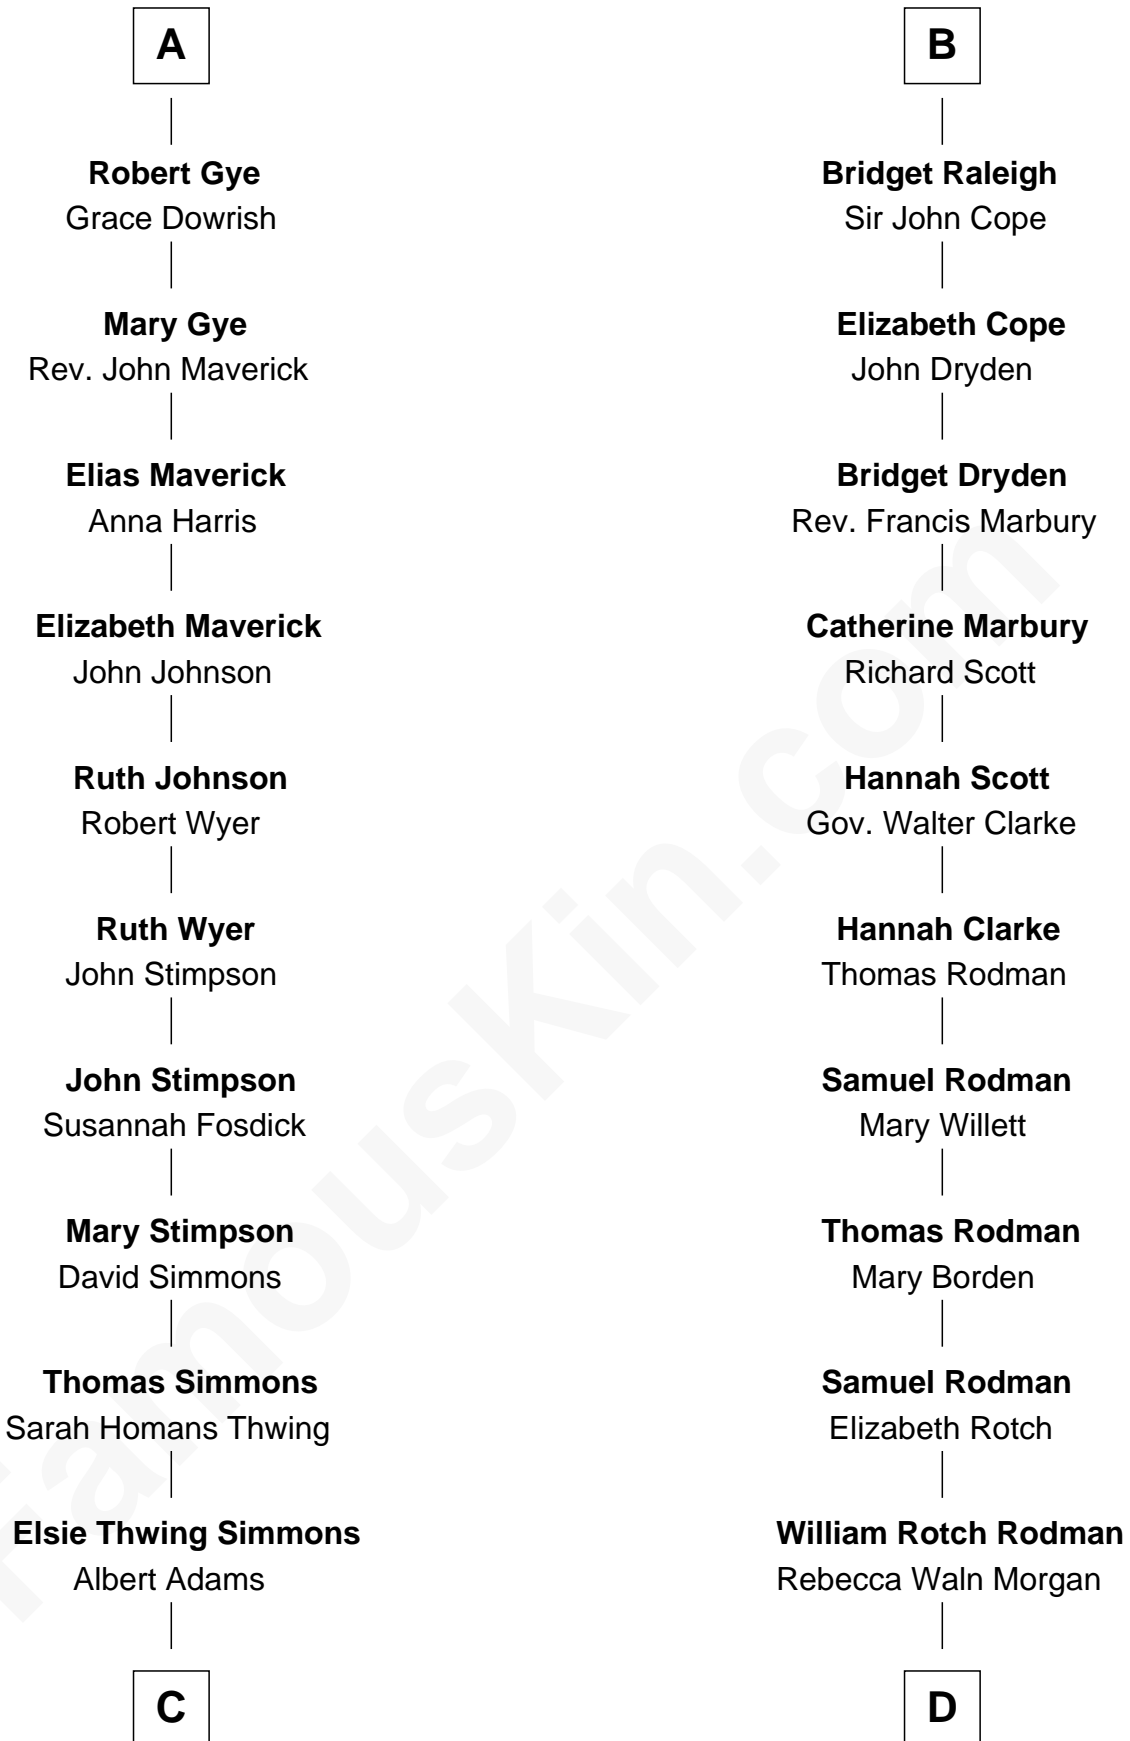 A
Robert Gye
Grace Dowrish
Mary Gye
Rev. John Maverick
Elias Maverick
Anna Harris
Elizabeth Maverick
John Johnson
Ruth Johnson
Robert Wyer
Ruth Wyer
John Stimpson
John Stimpson
Susannah Fosdick
Mary Stimpson
David Simmons
Thomas Simmons
Sarah Homans Thwing
Elsie Thwing Simmons
Albert Adams
C
B
Bridget Raleigh
Sir John Cope
Elizabeth Cope
John Dryden
Bridget Dryden
Rev. Francis Marbury
Catherine Marbury
Richard Scott
Hannah Scott
Gov. Walter Clarke
Hannah Clarke
Thomas Rodman
Samuel Rodman
Mary Willett
Thomas Rodman
Mary Borden
Samuel Rodman
Elizabeth Rotch
William Rotch Rodman
Rebecca Waln Morgan
D
FamousKin.com